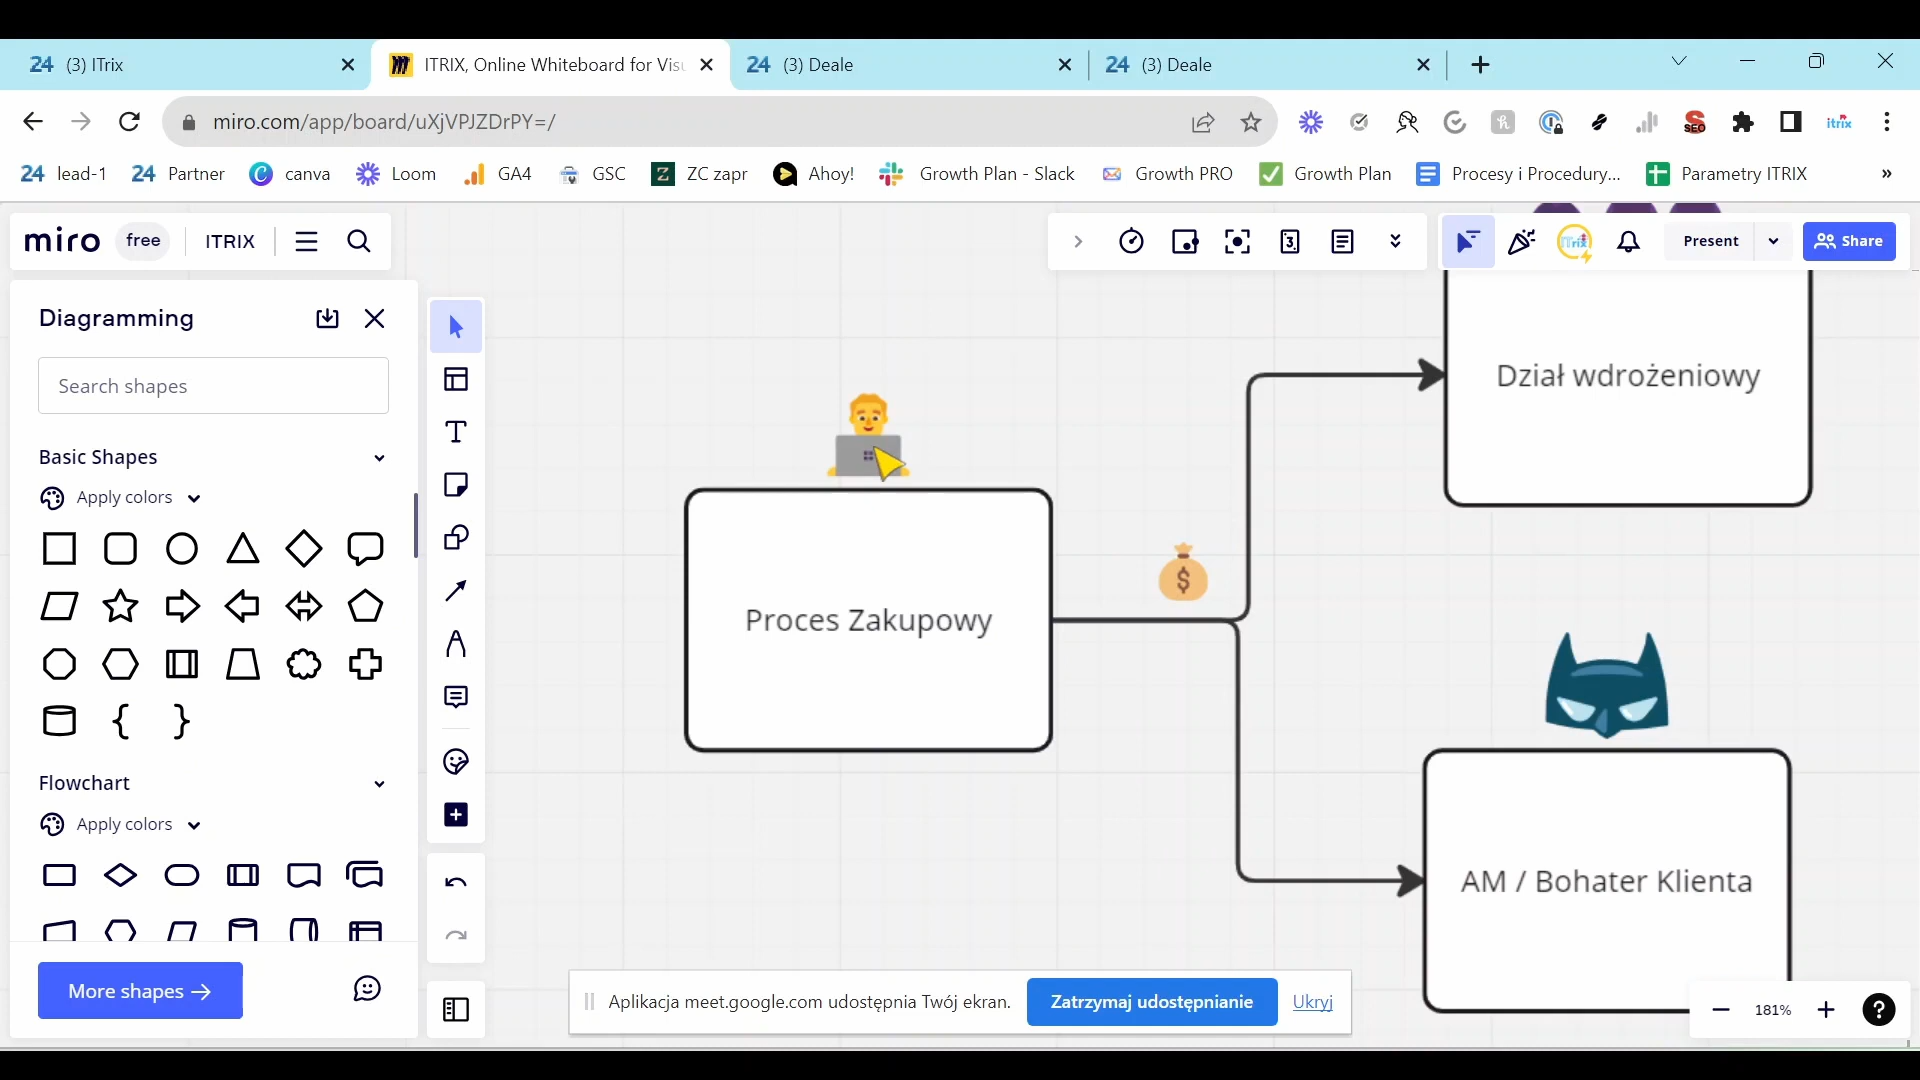 24 (3) ITrix
ITRIX, Online Whiteboard for Visu
24 (3) Deale
24 (3) Deale
miro.com/app/board/uXjVPJZDrPY=/
itrix
24 lead-1
24 Partner
canva
Loom
GA4
GSC
Z ZC zapr
Ahoy!
Growth Plan - Slack
Growth PRO
Growth Plan
Procesy i Procedury...
Parametry ITRIX
»
miro free ITRIX
3
Present
Share
Diagramming
Search shapes
Basic Shapes
Apply colors
Flowchart
Apply colors
More shapes →
Dział wdrożeniowy
$
Proces Zakupowy
AM / Bohater Klienta
Aplikacja meet.google.com udostępnia Twój ekran.
Zatrzymaj udostępnianie
Ukryj
181%
?